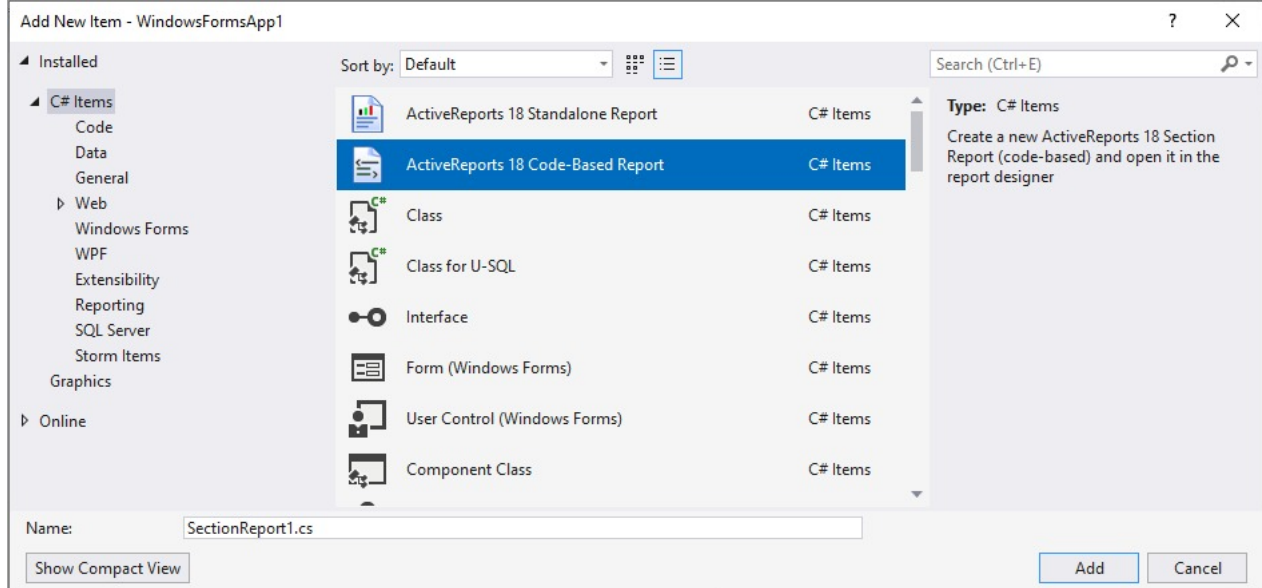 Add New Item - WindowsFormsApp1
? 
Installed
Sort by: Default
Search (Ctrl+E)
C# Items
Code
Data
General
Web
Windows Forms
WPF
Extensibility
Reporting
SQL Server
Storm Items
Graphics
Online
ActiveReports 18 Standalone Report C# Items
ActiveReports 18 Code-Based Report C# Items
C#
Class C# Items
C#
Class for U-SQL C# Items
Interface C# Items
Form (Windows Forms) C# Items
User Control (Windows Forms) C# Items
Component Class C# Items
Type: C# Items
Create a new ActiveReports 18 Section
Report (code-based) and open it in the
report designer
Name: SectionReport1.cs
Show Compact View
Add
Cancel